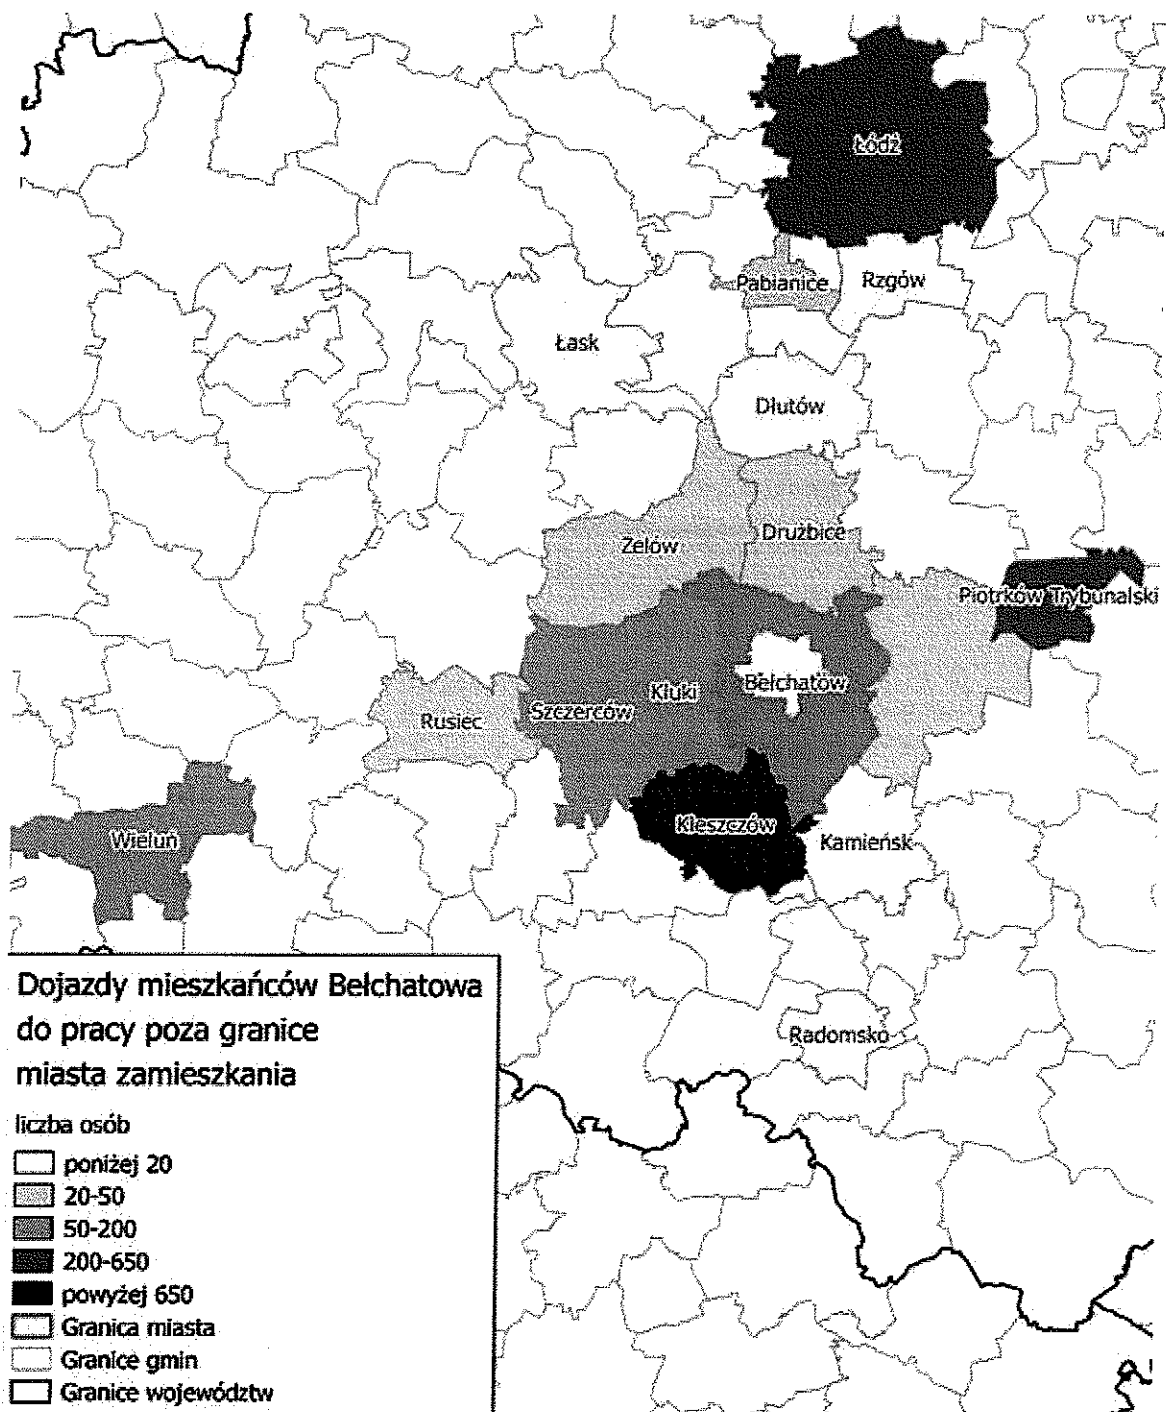 Łódź
Pabianice
Rzgów
Łask
Dłutów
Zelów
Drużbice
Piotrków Trybunalski
Rusiec
Szczerców
Kluki
Bełchatów
Wieluń
Kleszczów
Kamieńsk
Radomsko
Dojazdy mieszkańców Bełchatowa
do pracy poza granice
miasta zamieszkania
liczba osób
poniżej 20
20-50
50-200
200-650
powyżej 650
Granica miasta
Granice gmin
Granice województw